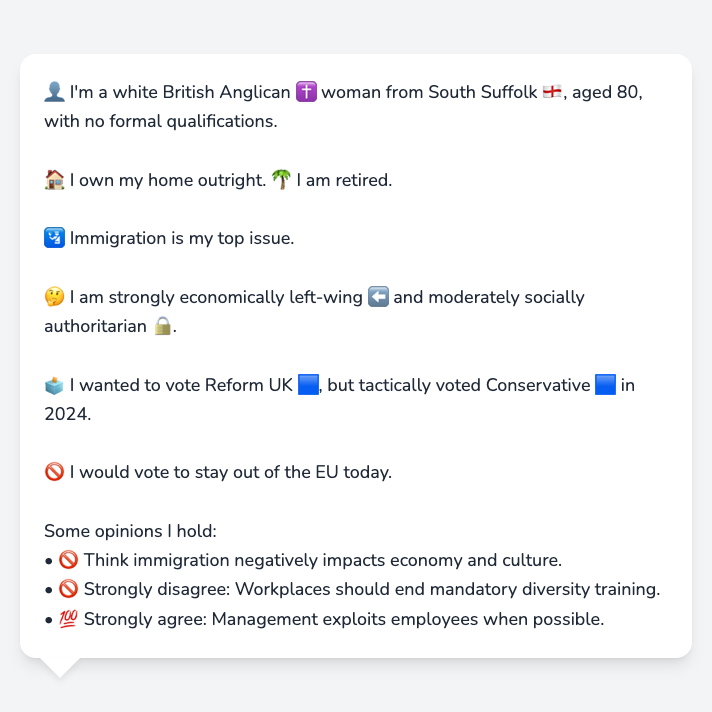 👤 I'm a white British Anglican ✝️ woman from South Suffolk 🏴󠁧󠁢󠁥󠁮󠁧󠁿, aged 80,
with no formal qualifications.
🏠 I own my home outright. 🌴 I am retired.
🛂 Immigration is my top issue.
🤔 I am strongly economically left-wing ⬅️ and moderately socially
authoritarian 🔒.
🗳️ I wanted to vote Reform UK 🟦, but tactically voted Conservative 🟦 in
2024.
🚫 I would vote to stay out of the EU today.
Some opinions I hold:
• 🚫 Think immigration negatively impacts economy and culture.
• 🚫 Strongly disagree: Workplaces should end mandatory diversity training.
• 💯 Strongly agree: Management exploits employees when possible.